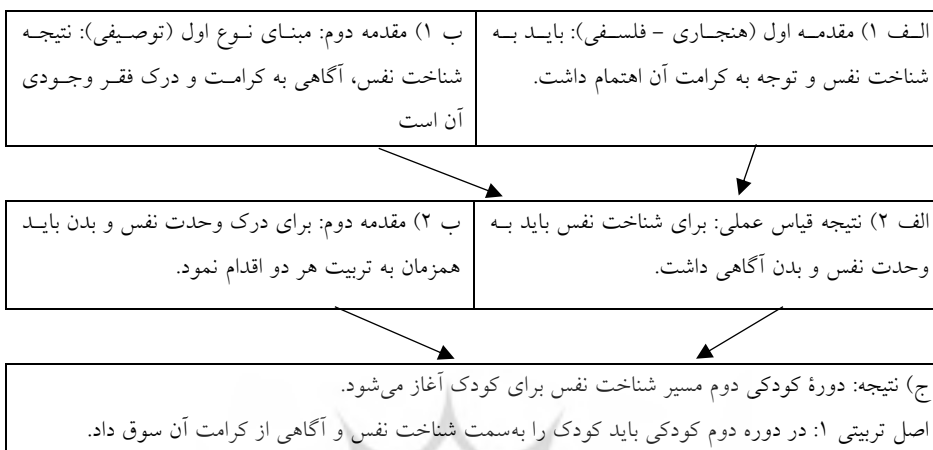 الف ۱) مقدمه اول (هنجاری – فلسفی): باید به
شناخت نفس و توجه به کرامت آن اهتمام داشت.
ب ۱) مقدمه دوم: مبنای نوع اول (توصیفی): نتیجه
شناخت نفس، آگاهی به کرامت و درک فقر وجودی
آن است
الف ۲) نتیجه قیاس عملی: برای شناخت نفس باید به
وحدت نفس و بدن آگاهی داشت.
ب ۲) مقدمه دوم: برای درک وحدت نفس و بدن باید
همزمان به تربیت هر دو اقدام نمود.
ج) نتیجه: دورهٔ کودکی دوم مسیر شناخت نفس برای کودک آغاز می‌شود.
اصل تربیتی ۱: در دوره دوم کودکی باید کودک را به‌سمت شناخت نفس و آگاهی از کرامت آن سوق داد.